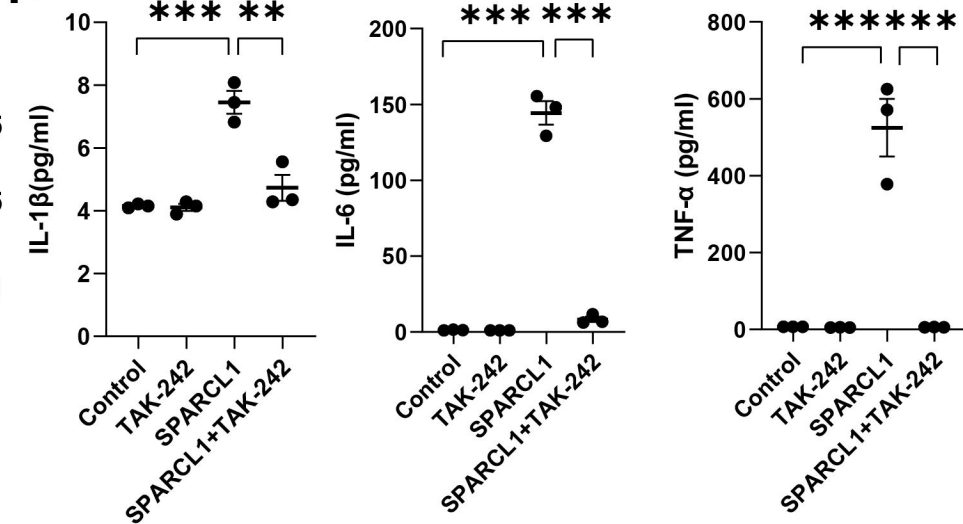 *** **
10
8
6
4
2
0
IL-1β(pg/ml)
Control
TAK-242
SPARCL1
SPARCL1+TAK-242
*** ***
200
150
100
50
0
IL-6 (pg/ml)
Control
TAK-242
SPARCL1
SPARCL1+TAK-242
******
800
600
400
200
0
TNF-α (pg/ml)
Control
TAK-242
SPARCL1
SPARCL1+TAK-242